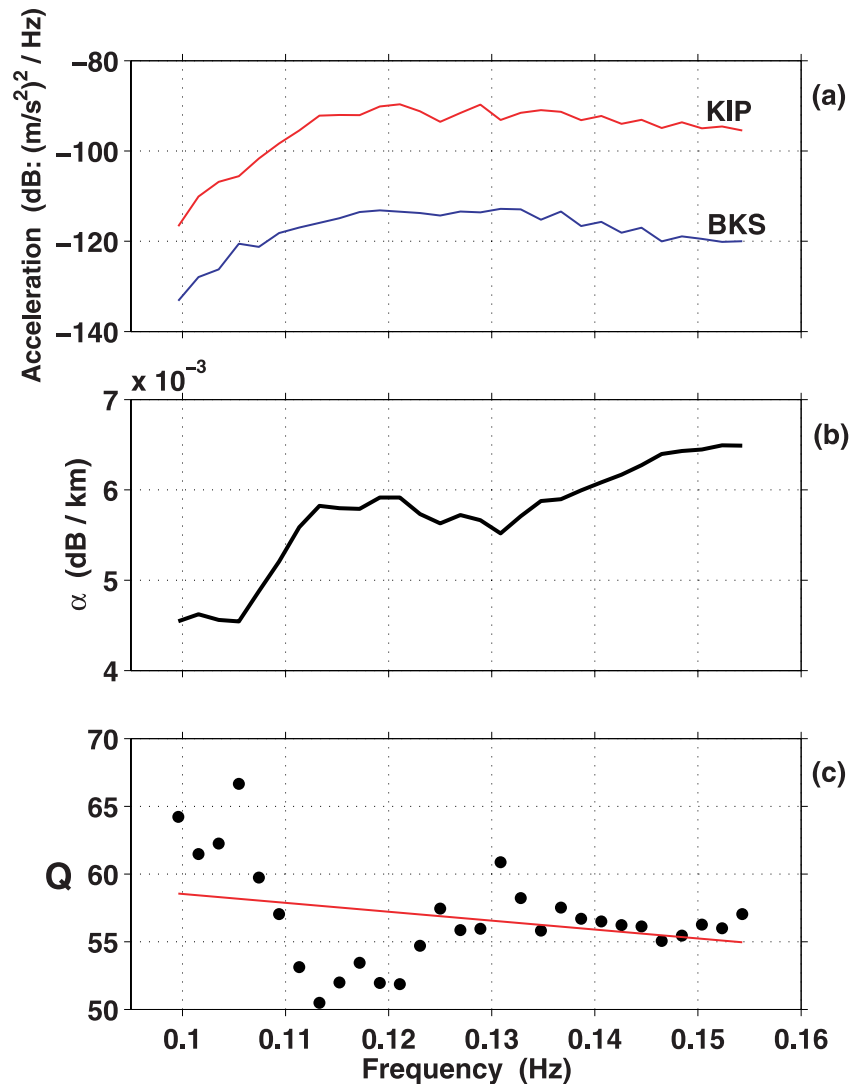 −80
−100
−120
−140
Acceleration (dB: (m/s²)² / Hz)
KIP
BKS
(a)
x 10⁻³
7
6
5
4
α (dB / km)
(b)
70
65
60
55
50
Q
(c)
0.1 0.11 0.12 0.13 0.14 0.15 0.16
Frequency (Hz)